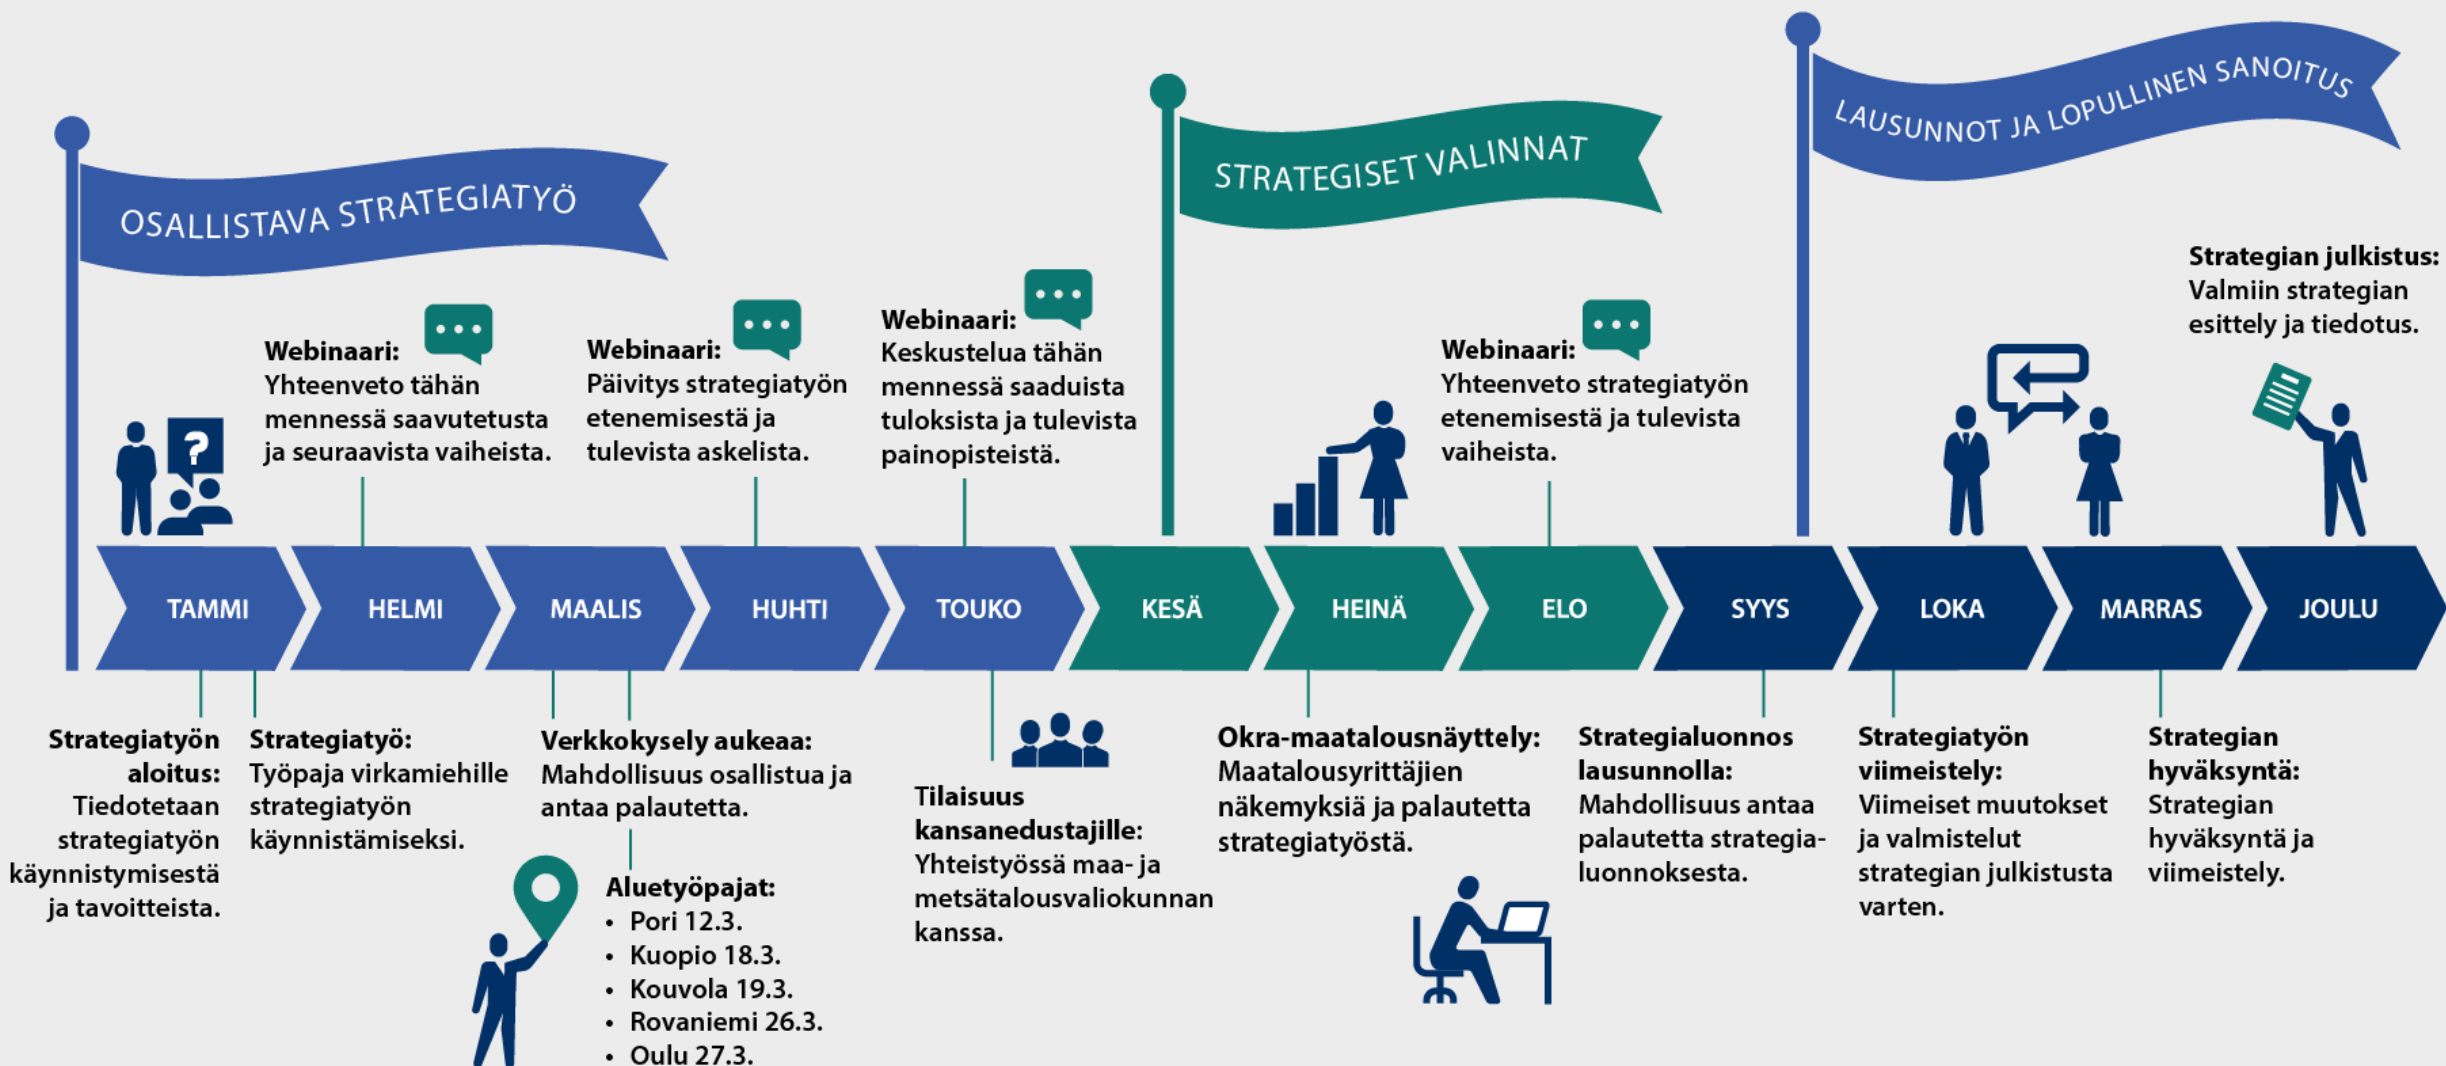 OSALLISTAVA STRATEGIATYÖ
STRATEGISET VALINNAT
LAUSUNNOT JA LOPULLINEN SANOITUS
Webinaari:
Yhteenveto tähän
mennessä saavutetusta
ja seuraavista vaiheista.
Webinaari:
Päivitys strategiatyön
etenemisestä ja
tulevista askelista.
Webinaari:
Keskustelua tähän
mennessä saaduista
tuloksista ja tulevista
painopisteistä.
Webinaari:
Yhteenveto strategiatyön
etenemisestä ja tulevista
vaiheista.
Strategian julkistus:
Valmiin strategian
esittely ja tiedotus.
?
TAMMI
HELMI
MAALIS
HUHTI
TOUKO
KESÄ
HEINÄ
ELO
SYYS
LOKA
MARRAS
JOULU
Strategiatyön
aloitus:
Tiedotetaan
strategiatyön
käynnistymisestä
ja tavoitteista.
Strategiatyö:
Työpaja virkamiehille
strategiatyön
käynnistämiseksi.
Verkkokysely aukeaa:
Mahdollisuus osallistua ja
antaa palautetta.
Aluetyöpajat:
• Pori 12.3.
• Kuopio 18.3.
• Kouvola 19.3.
• Rovaniemi 26.3.
• Oulu 27.3.
Tilaisuus
kansanedustajille:
Yhteistyössä maa- ja
metsätalousvaliokunnan
kanssa.
Okra-maatalousnäyttely:
Maatalousyrittäjien
näkemyksiä ja palautetta
strategiatyöstä.
Strategialuonnos
lausunnolla:
Mahdollisuus antaa
palautetta strategia-
luonnoksesta.
Strategiatyön
viimeistely:
Viimeiset muutokset
ja valmistelut
strategian julkistusta
varten.
Strategian
hyväksyntä:
Strategian
hyväksyntä ja
viimeistely.